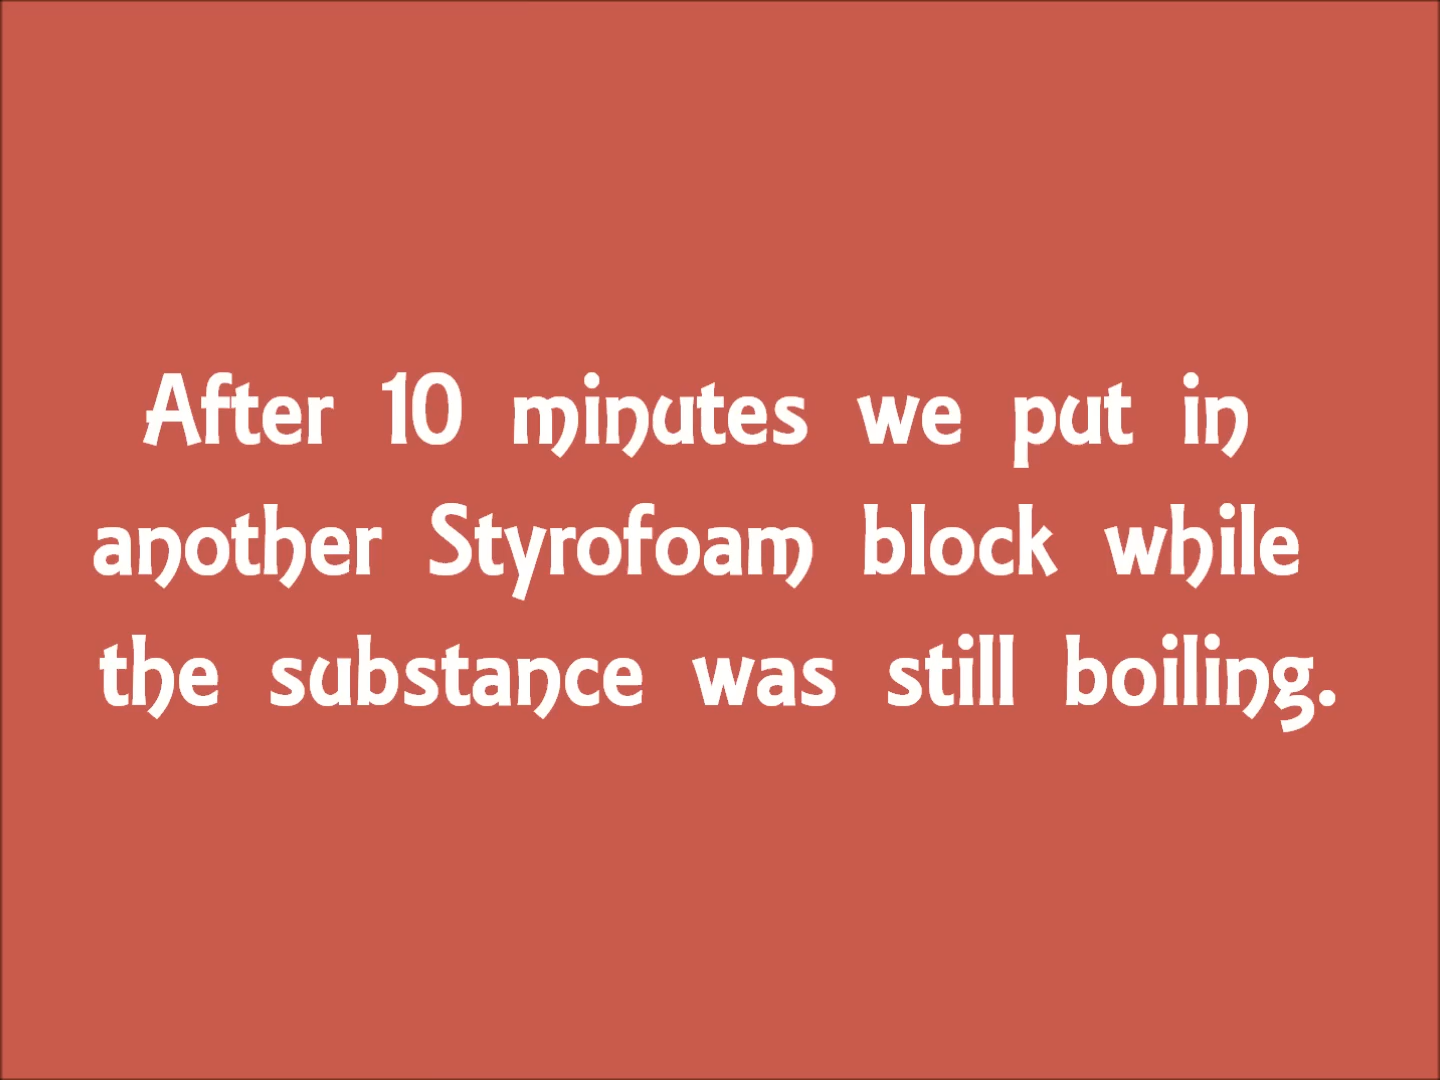 After 10 minutes we put in
another Styrofoam block while
the substance was still boiling.